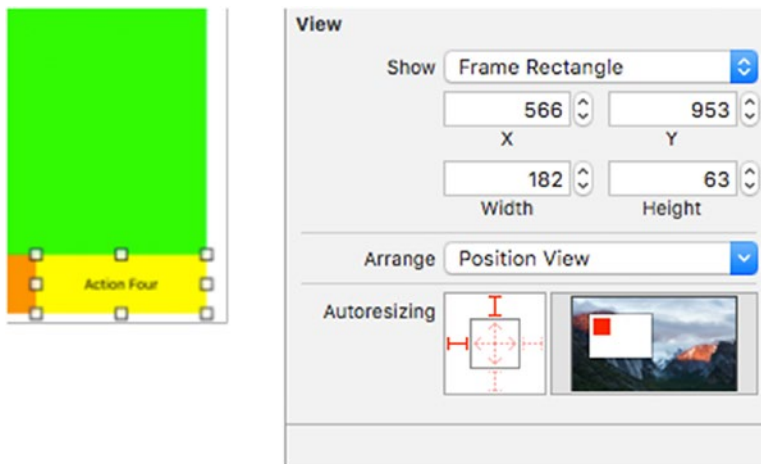 View
Show Frame Rectangle
566 953
X Y
182 63
Width Height
Arrange Position View
Autoresizing
Action Four